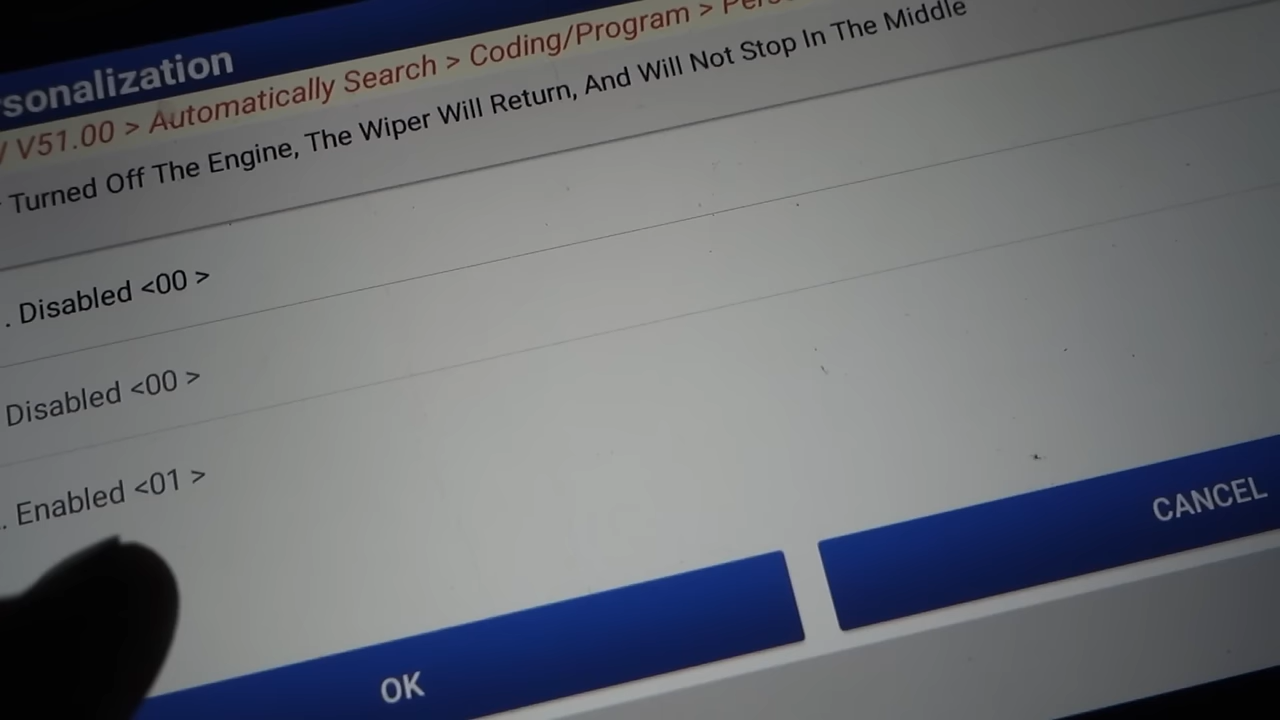 sonalization
V51.00 > Automatically Search > Coding/Program >
Turned Off The Engine, The Wiper Will Return, And Will Not Stop In The Middle
. Disabled <00 >
Disabled <00 >
. Enabled <01 >
OK
CANCEL